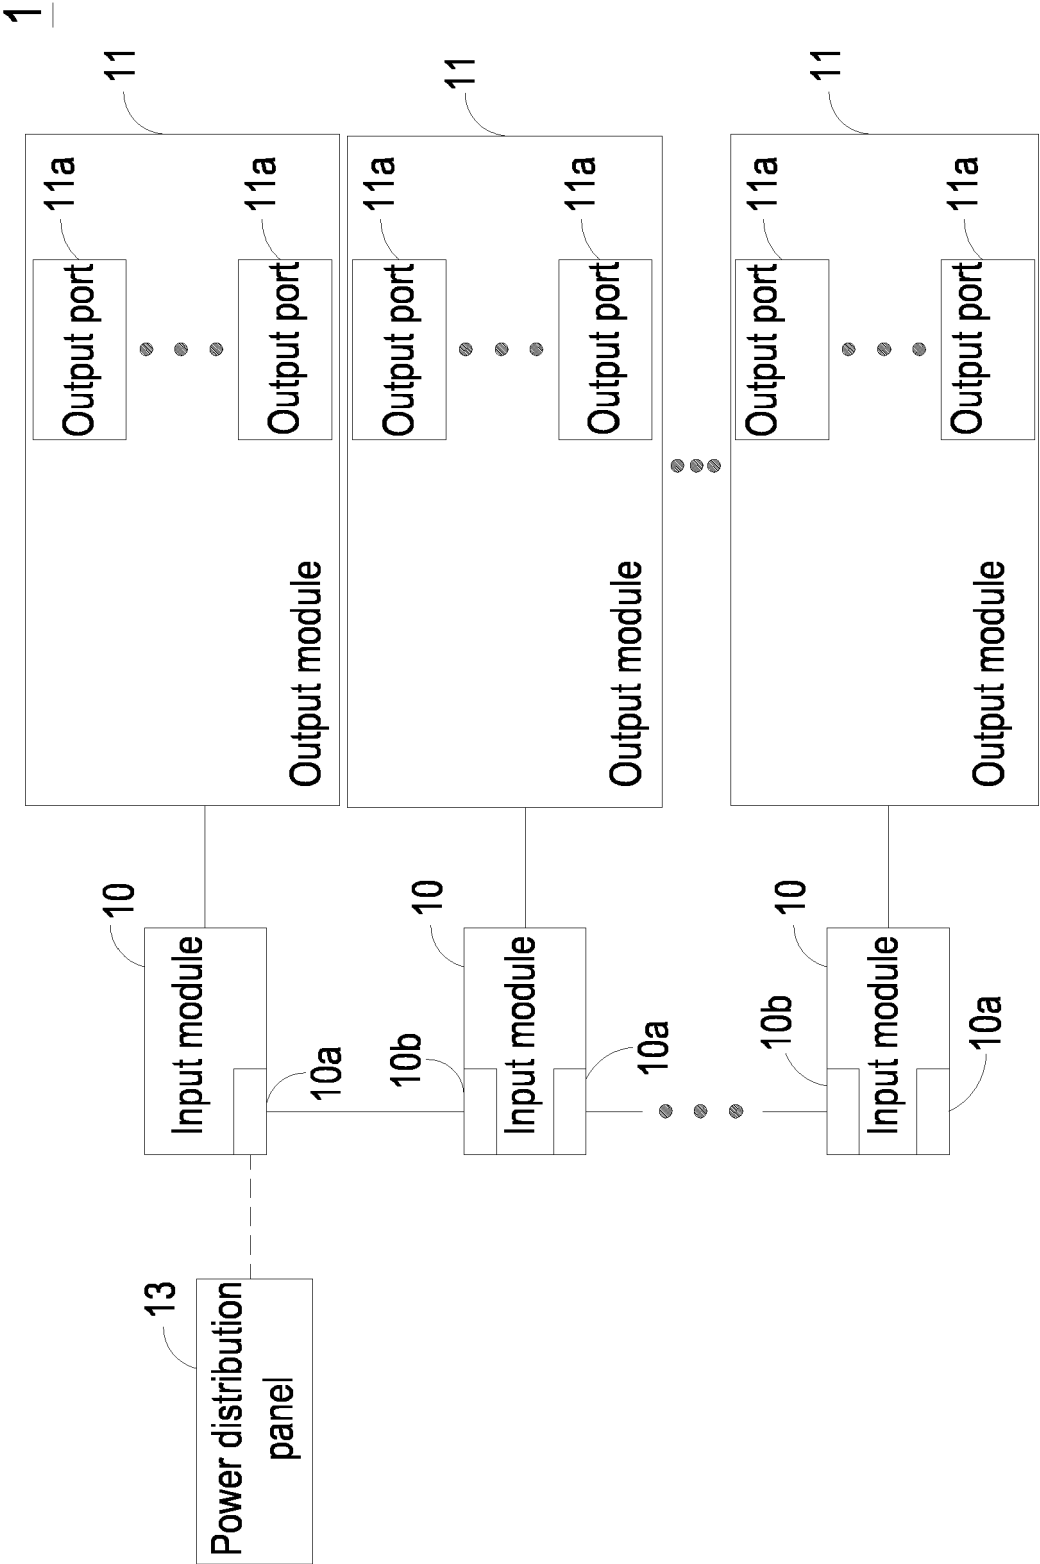 1
11
11a
Output port
11a
Output port
Output module
11
11a
Output port
11a
Output port
Output module
11
11a
Output port
11a
Output port
Output module
10
Input module
10a
10
10b
Input module
10a
10
10b
Input module
10a
13
Power distribution
panel